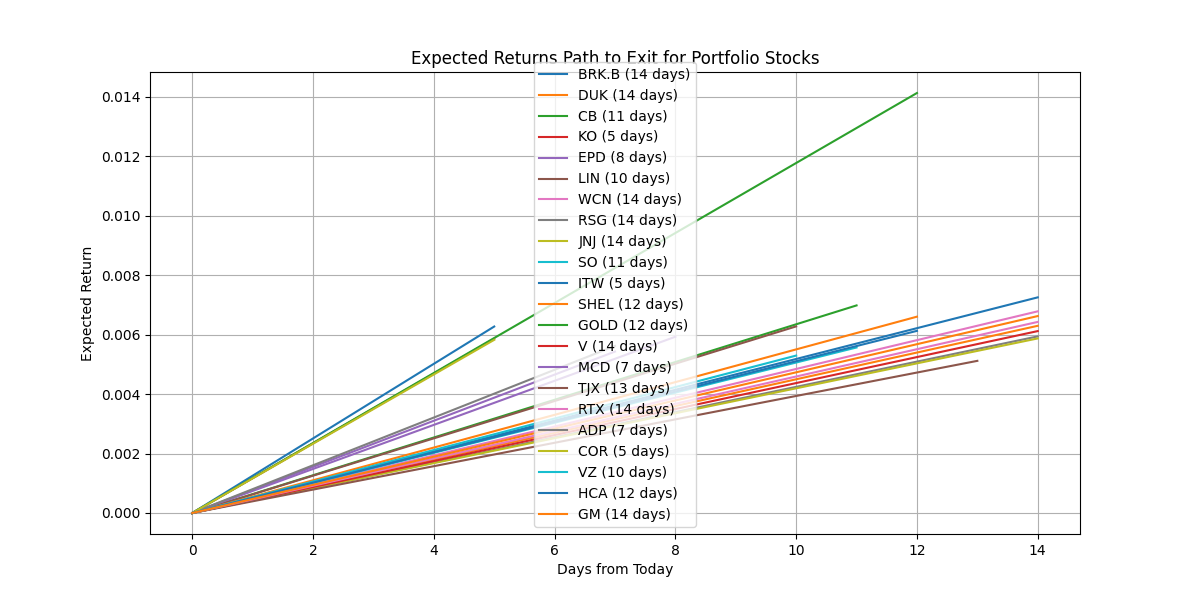 Expected Returns Path to Exit for Portfolio Stocks
BRK.B (14 days)
DUK (14 days)
CB (11 days)
KO (5 days)
EPD (8 days)
LIN (10 days)
WCN (14 days)
RSG (14 days)
JNJ (14 days)
SO (11 days)
ITW (5 days)
SHEL (12 days)
GOLD (12 days)
V (14 days)
MCD (7 days)
TJX (13 days)
RTX (14 days)
ADP (7 days)
COR (5 days)
VZ (10 days)
HCA (12 days)
GM (14 days)
Expected Return
0.014
0.012
0.010
0.008
0.006
0.004
0.002
0.000
0 2 4 6 8 10 12 14
Days from Today